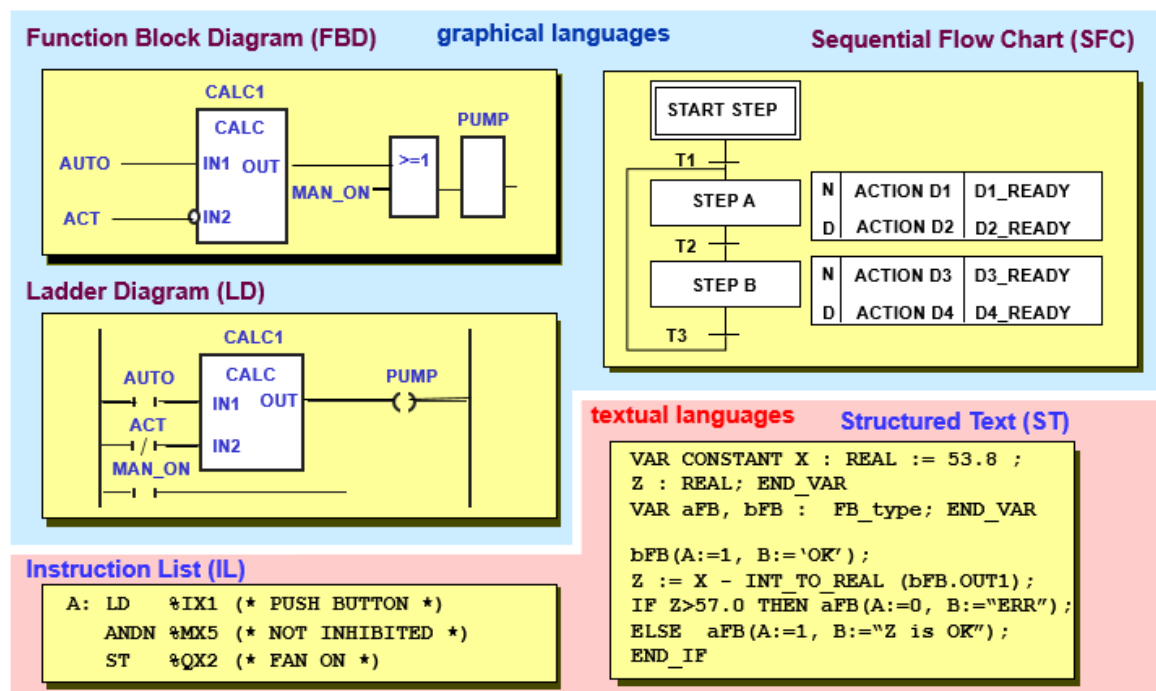 graphical languages
Function Block Diagram (FBD)
CALC1
CALC
PUMP
AUTO
IN1 OUT
>=1
MAN_ON
ACT
IN2
Sequential Flow Chart (SFC)
START STEP
T1
STEP A
N ACTION D1 D1_READY
D ACTION D2 D2_READY
T2
STEP B
N ACTION D3 D3_READY
D ACTION D4 D4_READY
T3
Ladder Diagram (LD)
CALC1
AUTO
CALC
PUMP
IN1 OUT
ACT
IN2
MAN_ON
textual languages
Structured Text (ST)
VAR CONSTANT X : REAL := 53.8 ;
Z : REAL; END_VAR
VAR aFB, bFB : FB_type; END_VAR
bFB(A:=1, B:=‘OK’);
Z := X - INT_TO_REAL (bFB.OUT1);
IF Z>57.0 THEN aFB(A:=0, B:=“ERR”);
ELSE aFB(A:=1, B:=“Z is OK”);
END_IF
Instruction List (IL)
A: LD %IX1 (* PUSH BUTTON *)
ANDN %MX5 (* NOT INHIBITED *)
ST %QX2 (* FAN ON *)